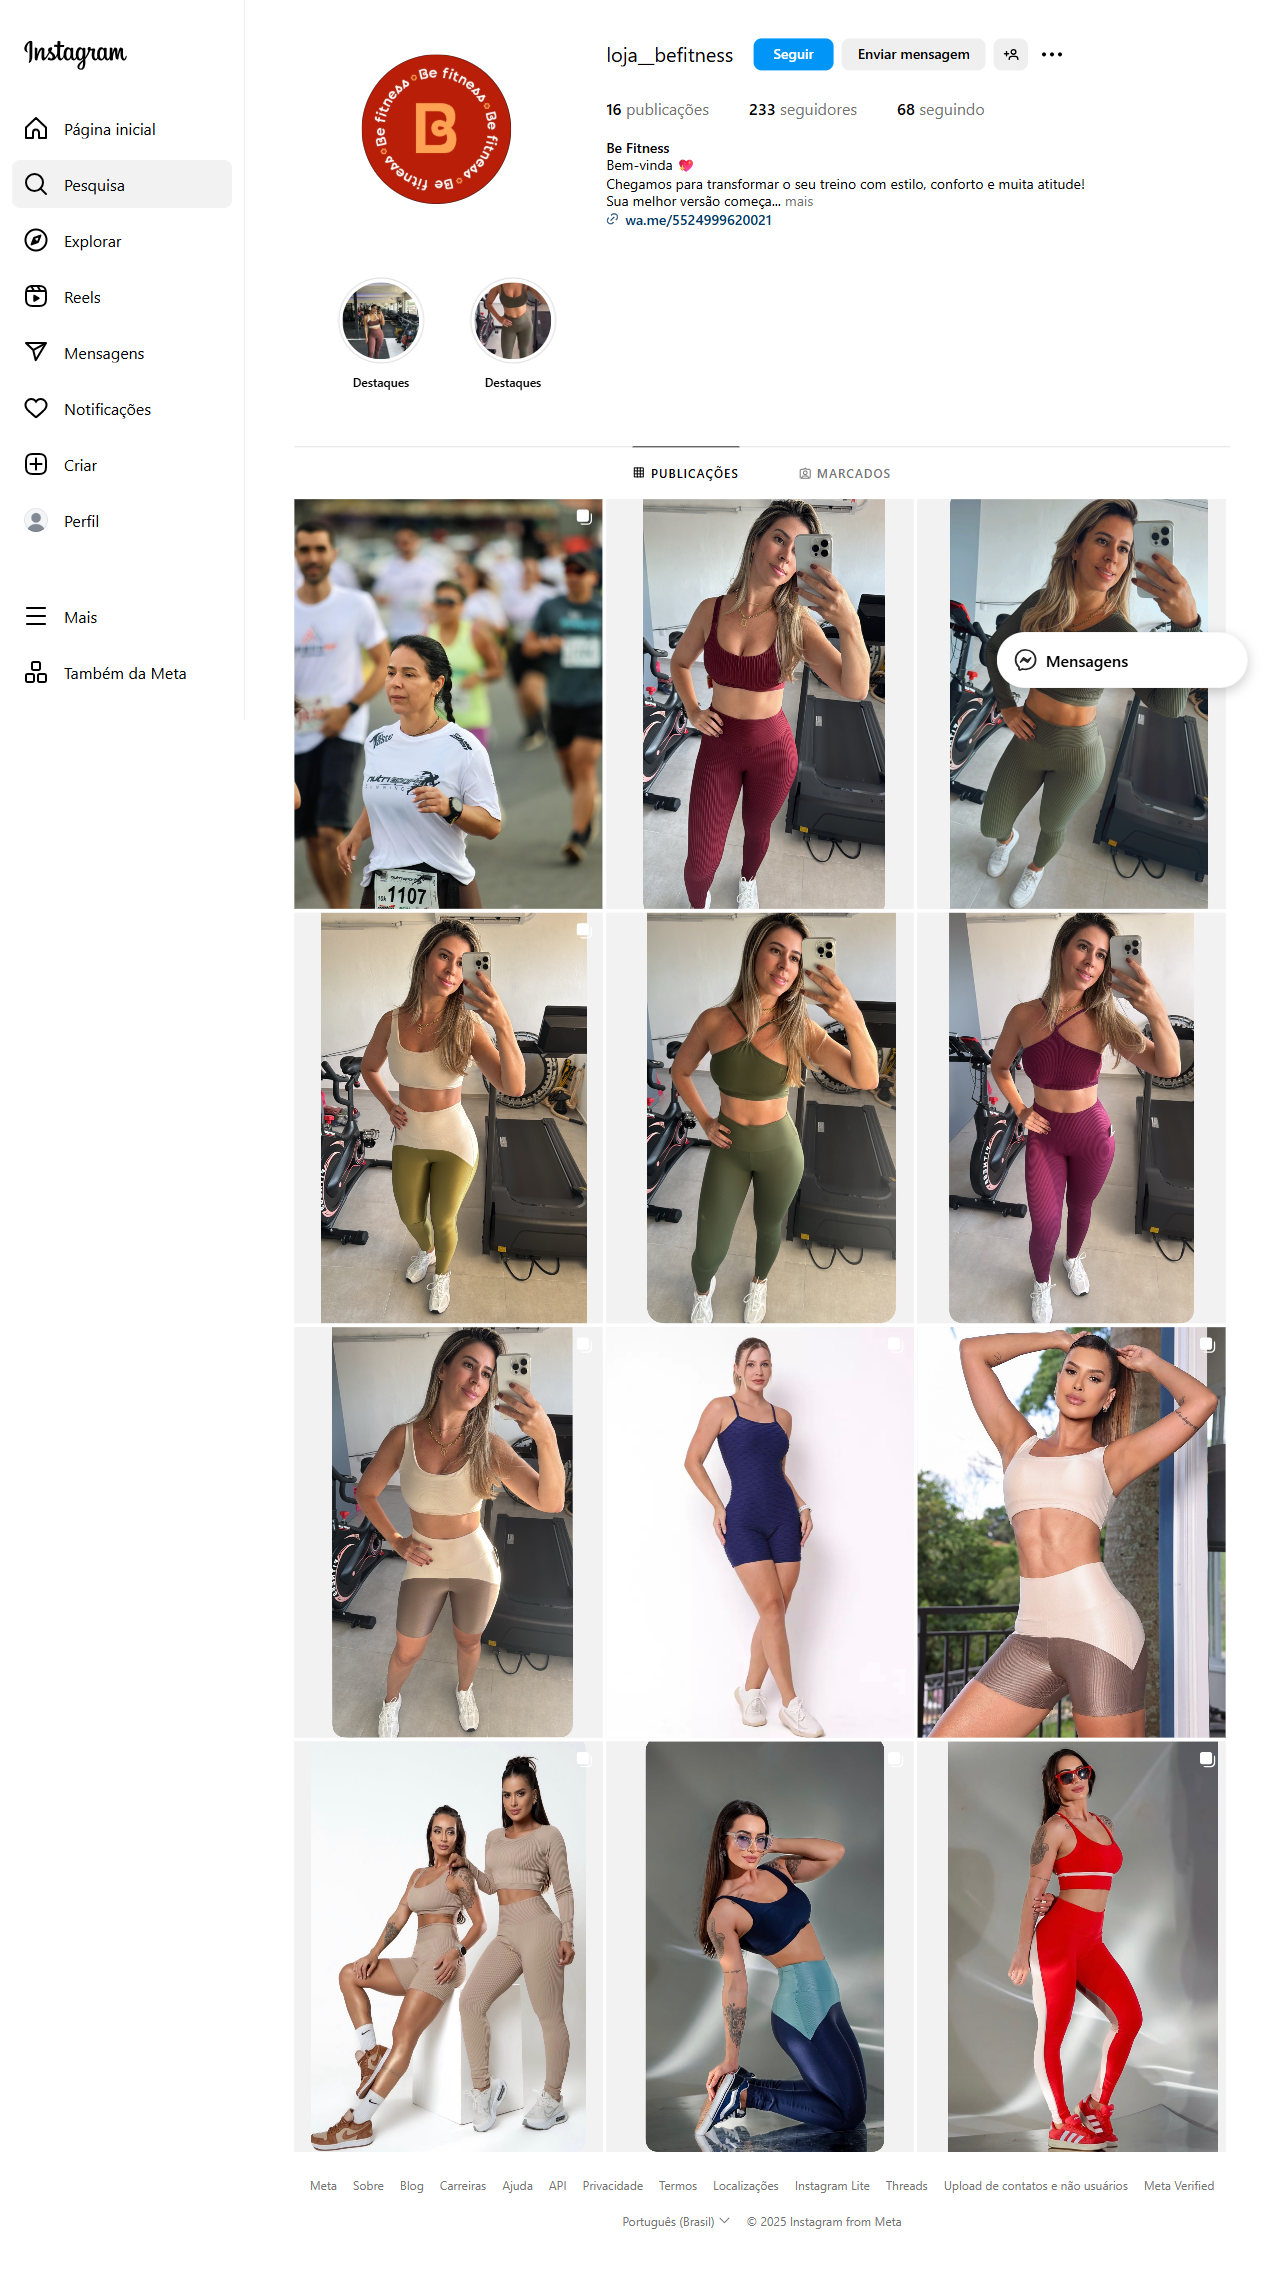 Instagram
Página inicial
Pesquisa
Explorar
Reels
Mensagens
Notificações
Criar
Perfil
Mais
Também da Meta
Be fitness Be fitness Be fitness Be fitness
B
loja__befitness
Seguir
Enviar mensagem
16 publicações
233 seguidores
68 seguindo
Be Fitness
Bem-vinda 💖
Chegamos para transformar o seu treino com estilo, conforto e muita atitude!
Sua melhor versão começa... mais
wa.me/5524999620021
Destaques
Destaques
PUBLICAÇÕES
MARCADOS
nutrisports
RUNNING
1107
Mensagens
Meta
Sobre
Blog
Carreiras
Ajuda
API
Privacidade
Termos
Localizações
Instagram Lite
Threads
Upload de contatos e não usuários
Meta Verified
Português (Brasil)
© 2025 Instagram from Meta